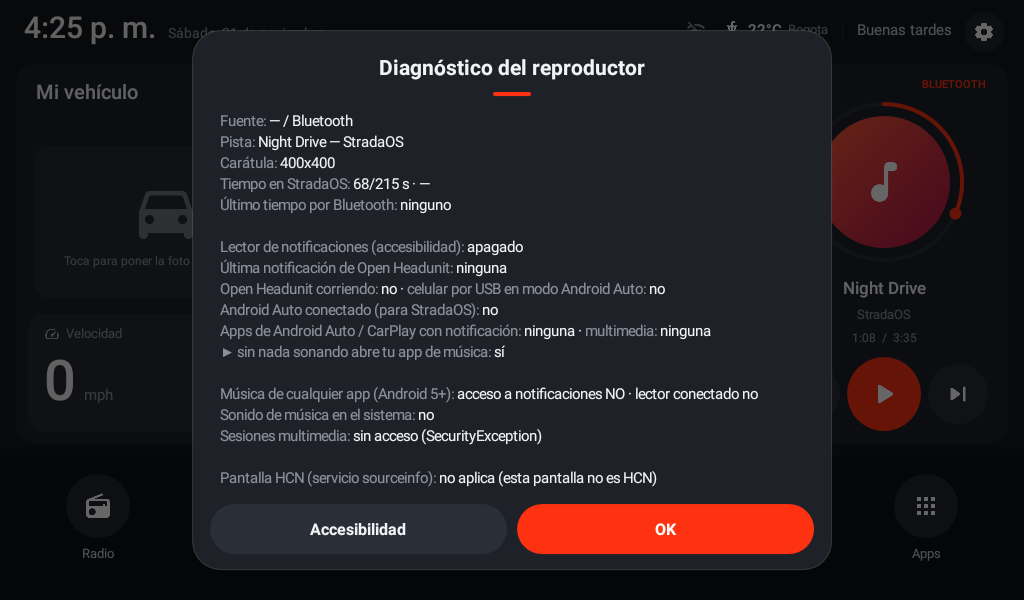 4:25 p. m.
22°C Bogota
Buenas tardes
Mi vehículo
Toca para poner la foto
Velocidad
0 mph
Diagnóstico del reproductor
Fuente: — / Bluetooth
Pista: Night Drive — StradaOS
Carátula: 400x400
Tiempo en StradaOS: 68/215 s · —
Último tiempo por Bluetooth: ninguno
Lector de notificaciones (accesibilidad): apagado
Última notificación de Open Headunit: ninguna
Open Headunit corriendo: no · celular por USB en modo Android Auto: no
Android Auto conectado (para StradaOS): no
Apps de Android Auto / CarPlay con notificación: ninguna · multimedia: ninguna
► sin nada sonando abre tu app de música: sí
Música de cualquier app (Android 5+): acceso a notificaciones NO · lector conectado no
Sonido de música en el sistema: no
Sesiones multimedia: sin acceso (SecurityException)
Pantalla HCN (servicio sourceinfo): no aplica (esta pantalla no es HCN)
Accesibilidad
OK
BLUETOOTH
Night Drive
StradaOS
1:08 / 3:35
Radio
Apps